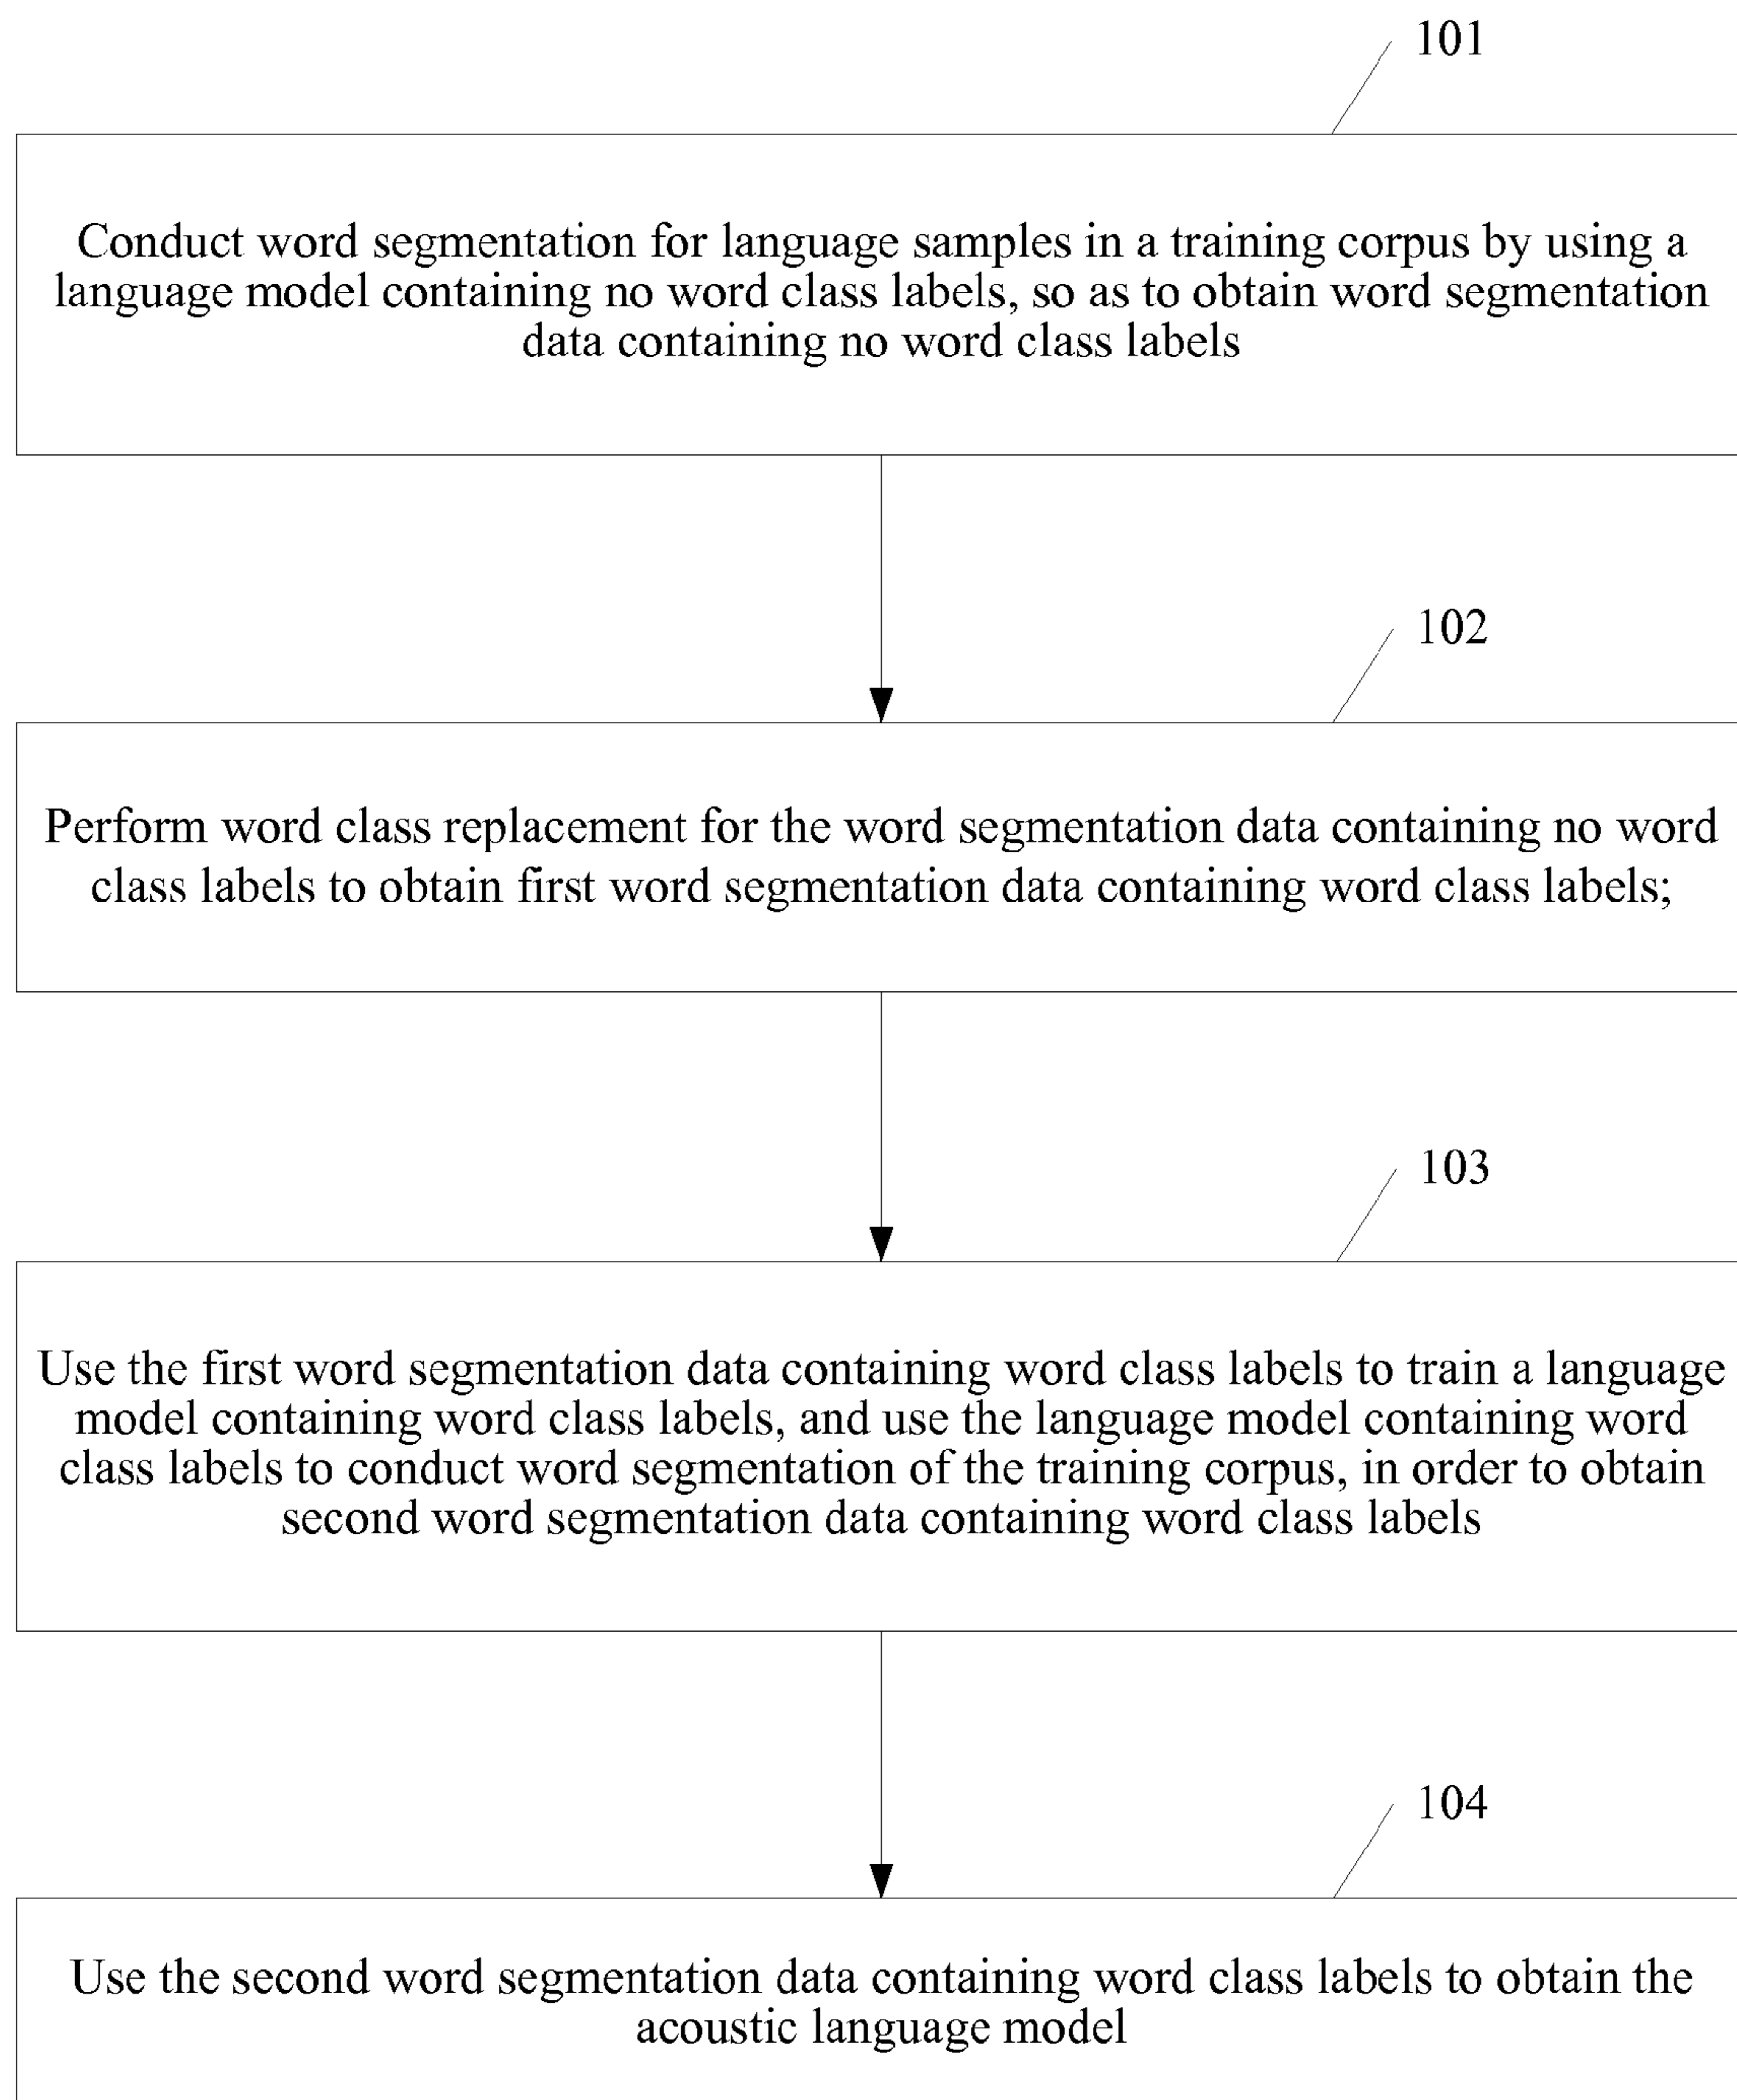 101
Conduct word segmentation for language samples in a training corpus by using a
language model containing no word class labels, so as to obtain word segmentation
data containing no word class labels
102
Perform word class replacement for the word segmentation data containing no word
class labels to obtain first word segmentation data containing word class labels;
103
Use the first word segmentation data containing word class labels to train a language
model containing word class labels, and use the language model containing word
class labels to conduct word segmentation of the training corpus, in order to obtain
second word segmentation data containing word class labels
104
Use the second word segmentation data containing word class labels to obtain the
acoustic language model